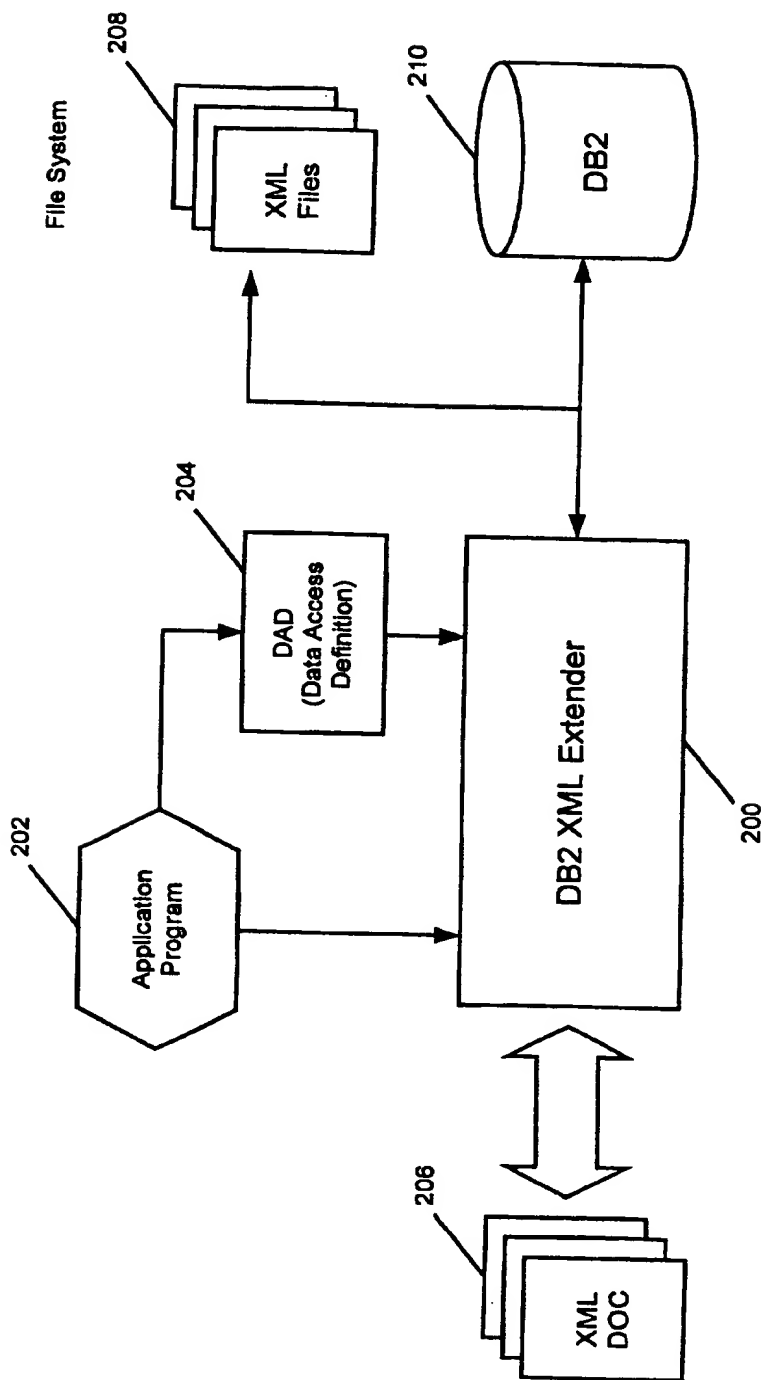 File System
208
XML
Files
210
DB2
204
DAD
(Data Access
Definition)
202
Application
Program
DB2 XML Extender
200
206
XML
DOC